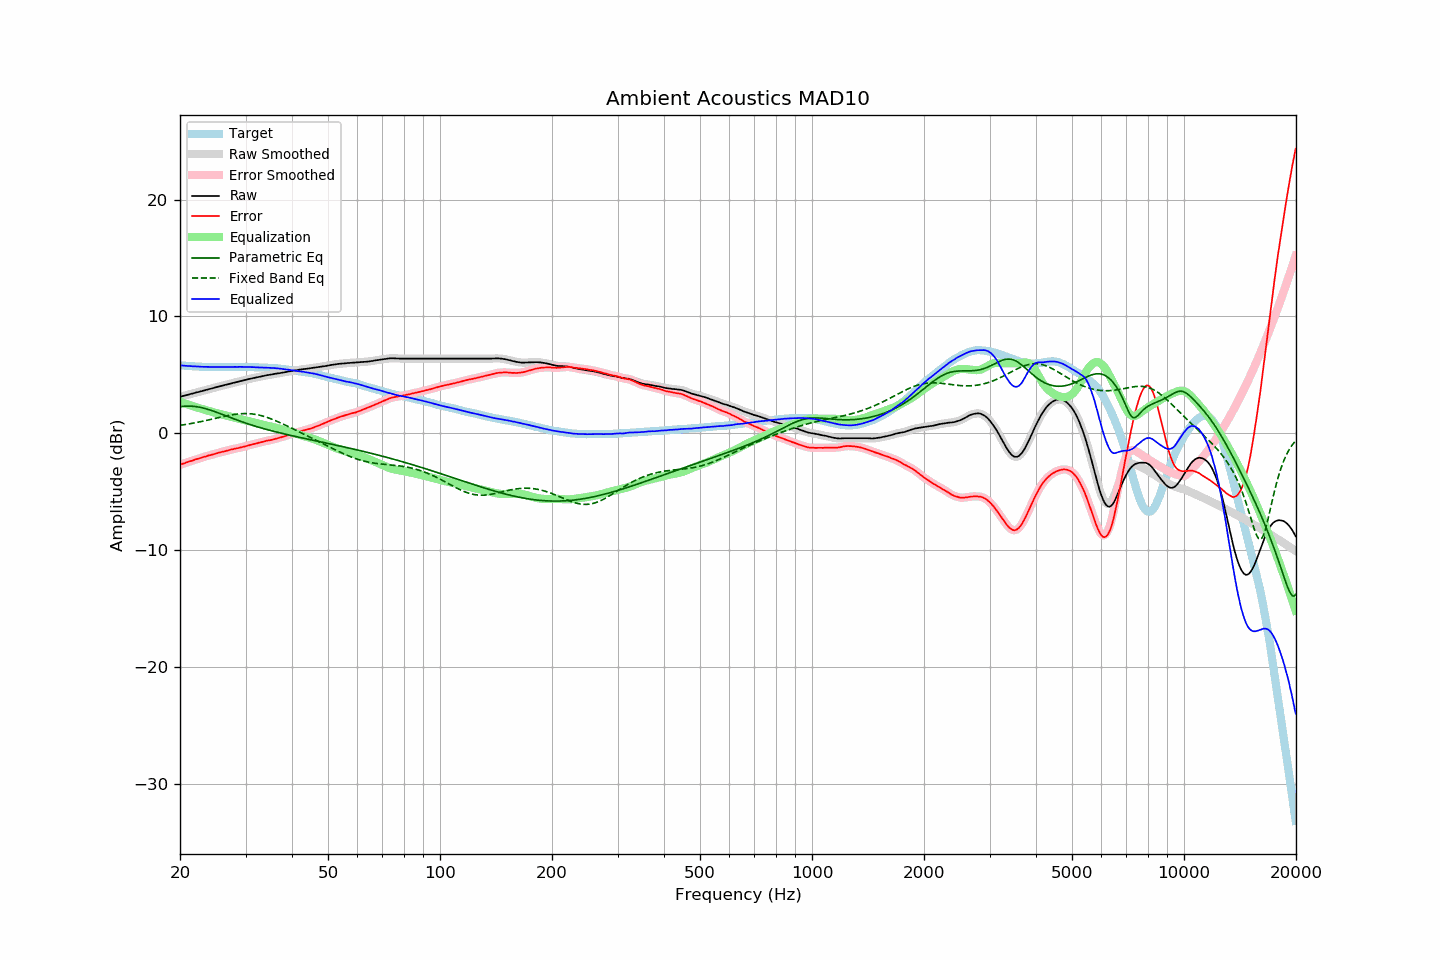 Ambient Acoustics MAD10
Target
Raw Smoothed
Error Smoothed
Raw
Error
Equalization
Parametric Eq
Fixed Band Eq
Equalized
20
10
0
−10
−20
−30
Amplitude (dBr)
20 50 100 200 500 1000 2000 5000 10000 20000
Frequency (Hz)